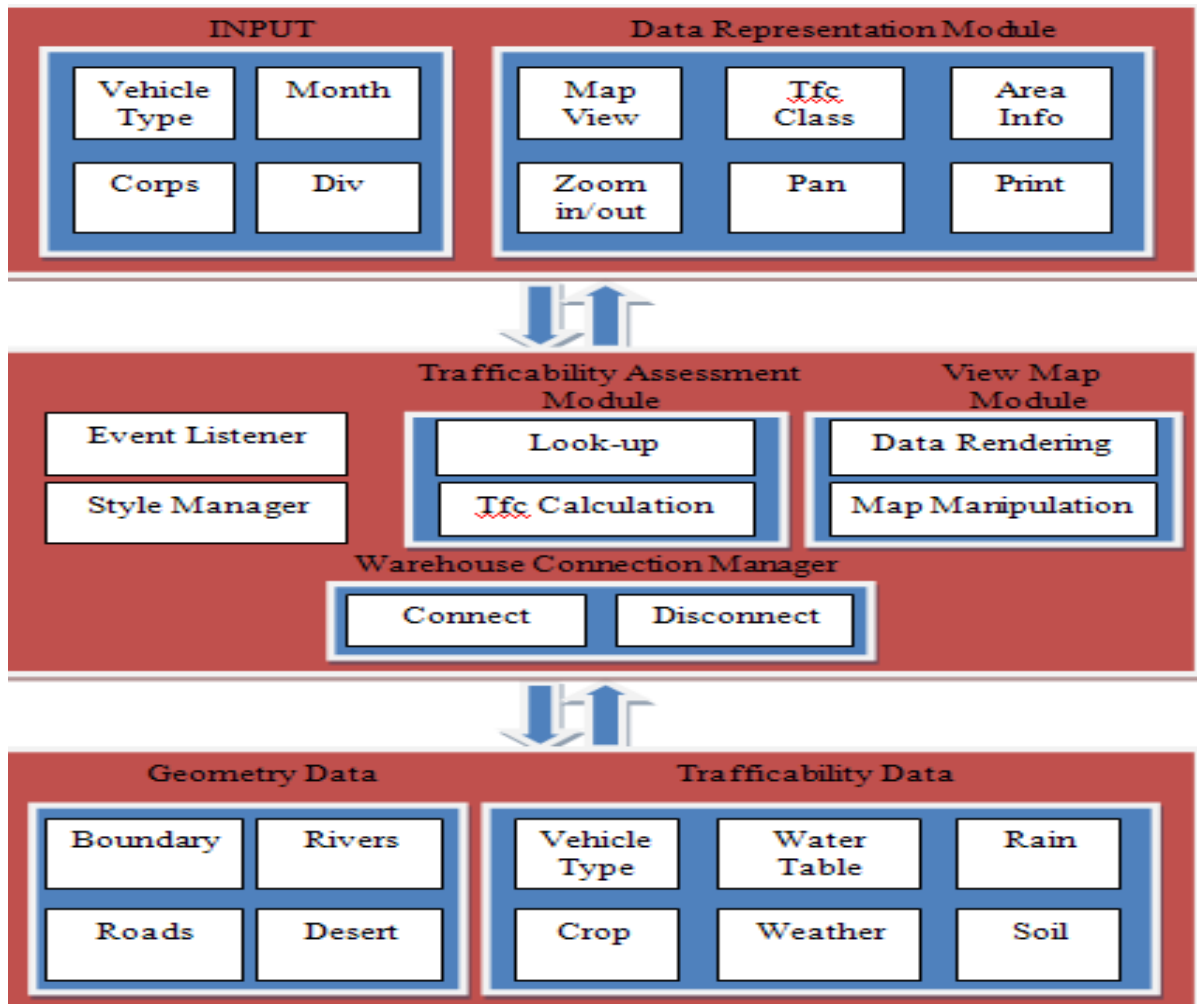 INPUT
Vehicle
Type
Month
Corps
Div
Data Representation Module
Map
View
Tfc
Class
Area
Info
Zoom
in/out
Pan
Print
Event Listener
Style Manager
Trafficability Assessment
Module
Look-up
Tfc Calculation
View Map
Module
Data Rendering
Map Manipulation
Warehouse Connection Manager
Connect
Disconnect
Geometry Data
Boundary
Rivers
Roads
Desert
Trafficability Data
Vehicle
Type
Water
Table
Rain
Crop
Weather
Soil